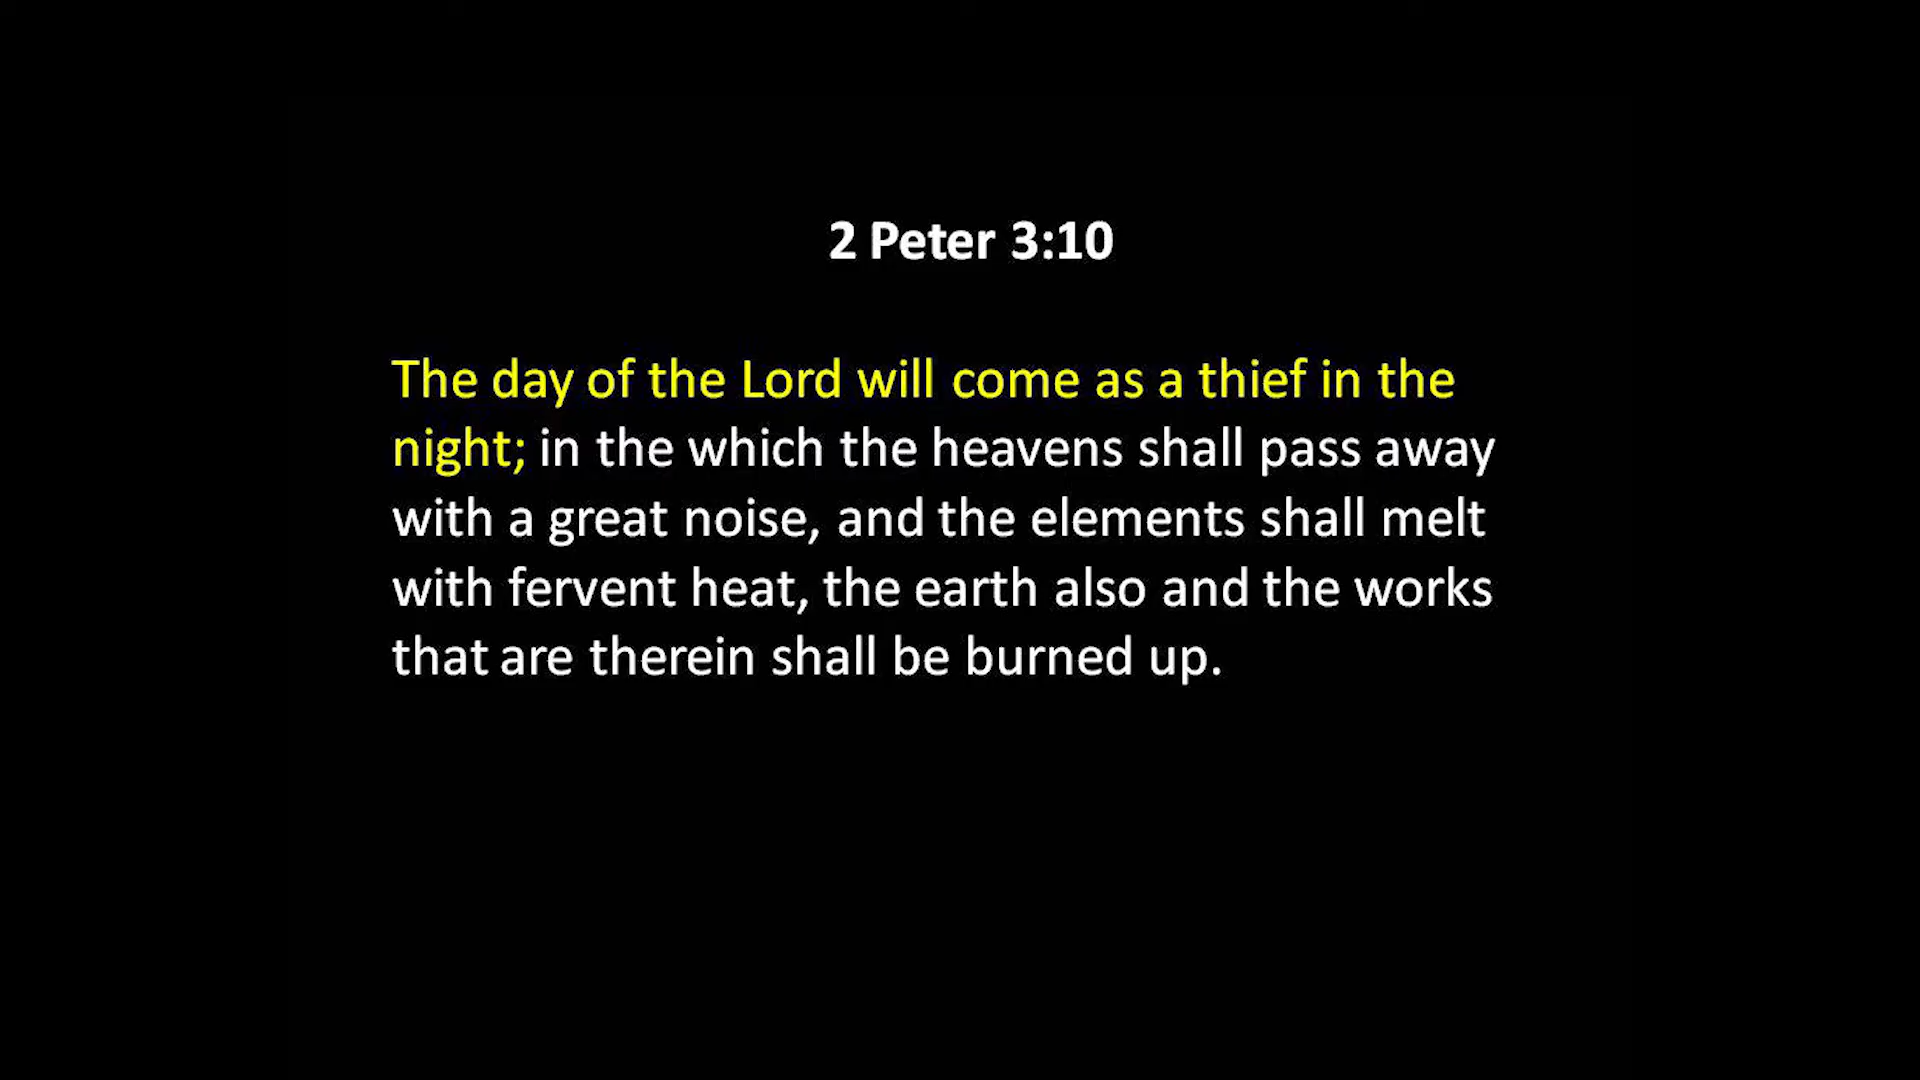 2 Peter 3:10
The day of the Lord will come as a thief in the
night; in the which the heavens shall pass away
with a great noise, and the elements shall melt
with fervent heat, the earth also and the works
that are therein shall be burned up.